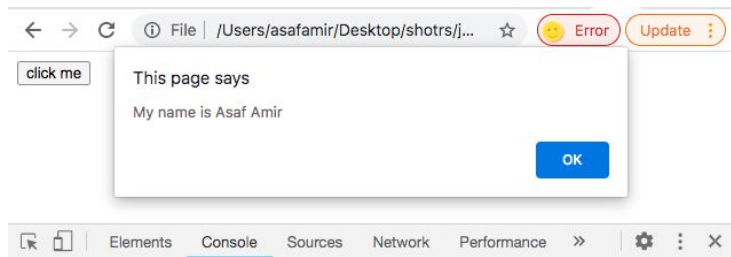 File | /Users/asafamir/Desktop/shotrs/j... Error Update
click me
This page says
My name is Asaf Amir
OK
Elements Console Sources Network Performance »